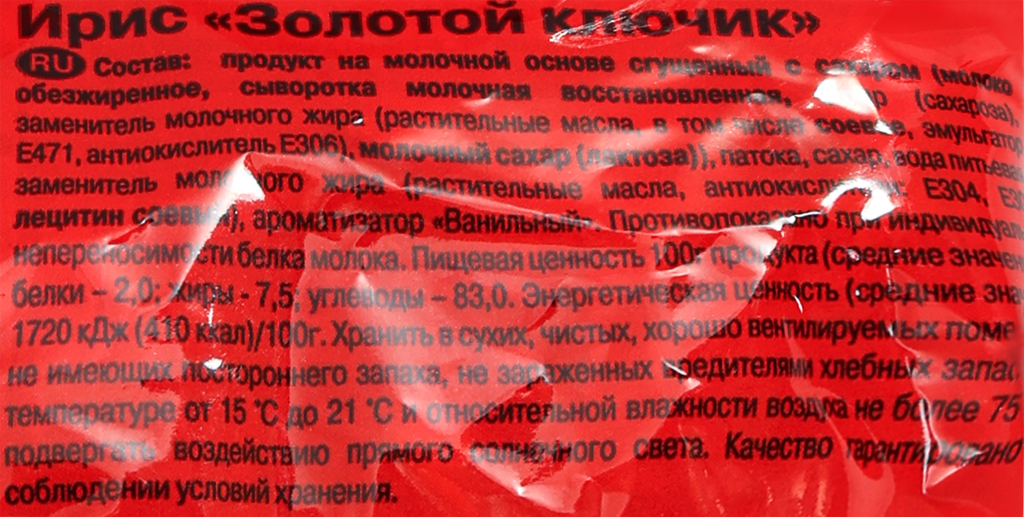 Ирис «Золотой ключик»
RU Состав: продукт на молочной основе сгущенный с сахаром (молоко
обезжиренное, сыворотка молочная восстановленная, (сахароза),
заменитель молочного жира (растительные масла, в том числе соевое, эмульгатор
Е471, антиокислитель Е306), молочный сахар (лактоза)), патока, сахар, вода питьевая
заменитель молочного жира (растительные масла, Е304,
лецитин ароматизатор «Ванильный». Противопоказано при индивидуаль
непереносимости белка молока. Пищевая ценность 100г продукта (средние значен
белки – 2,0; жиры - 7,5; углеводы – 83,0. Энергетическая ценность (средние зна
1720 кДж (410 ккал)/100г. Хранить в сухих, чистых, хорошо вентилируемых поме
не имеющих постороннего запаха, не зараженных вредителями хлебных запас
температуре от 15 °С до 21 °С и относительной влажности воздуха не более 75
подвергать воздействию прямого солнечного света. Качество гарантировано
соблюдении условий хранения.